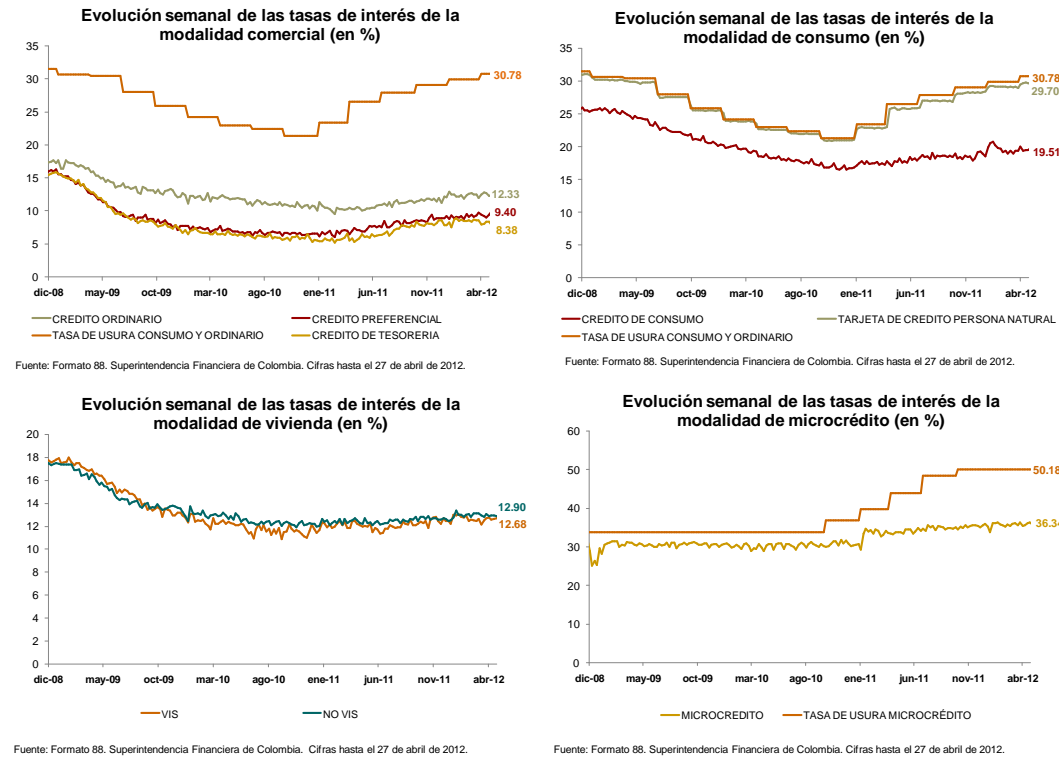 Evolución semanal de las tasas de interés de la
modalidad comercial (en %)
35
30
25
20
15
10
5
0
30.78
12.33
9.40
8.38
dic-08 may-09 oct-09 mar-10 ago-10 ene-11 jun-11 nov-11 abr-12
CREDITO ORDINARIO CREDITO PREFERENCIAL
TASA DE USURA CONSUMO Y ORDINARIO CREDITO DE TESORERIA
Fuente: Formato 88. Superintendencia Financiera de Colombia. Cifras hasta el 27 de abril de 2012.
Evolución semanal de las tasas de interés de la
modalidad de consumo (en %)
35
30
25
20
15
10
5
0
30.78
29.70
19.51
dic-08 may-09 oct-09 mar-10 ago-10 ene-11 jun-11 nov-11 abr-12
CREDITO DE CONSUMO TARJETA DE CREDITO PERSONA NATURAL
TASA DE USURA CONSUMO Y ORDINARIO
Fuente: Formato 88. Superintendencia Financiera de Colombia. Cifras hasta el 27 de abril de 2012.
Evolución semanal de las tasas de interés de la
modalidad de vivienda (en %)
20
18
16
14
12
10
8
6
4
2
0
12.90
12.68
dic-08 may-09 oct-09 mar-10 ago-10 ene-11 jun-11 nov-11 abr-12
VIS NO VIS
Fuente: Formato 88. Superintendencia Financiera de Colombia. Cifras hasta el 27 de abril de 2012.
Evolución semanal de las tasas de interés de la
modalidad de microcrédito (en %)
60
50
40
30
20
10
0
50.18
36.34
dic-08 may-09 oct-09 mar-10 ago-10 ene-11 jun-11 nov-11 abr-12
MICROCREDITO TASA DE USURA MICROCRÉDITO
Fuente: Formato 88. Superintendencia Financiera de Colombia. Cifras hasta el 27 de abril de 2012.